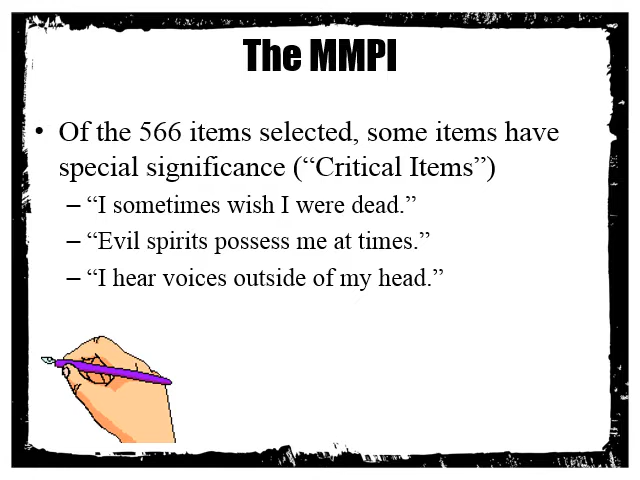 The MMPI
• Of the 566 items selected, some items have
special significance (“Critical Items”)
– “I sometimes wish I were dead.”
– “Evil spirits possess me at times.”
– “I hear voices outside of my head.”